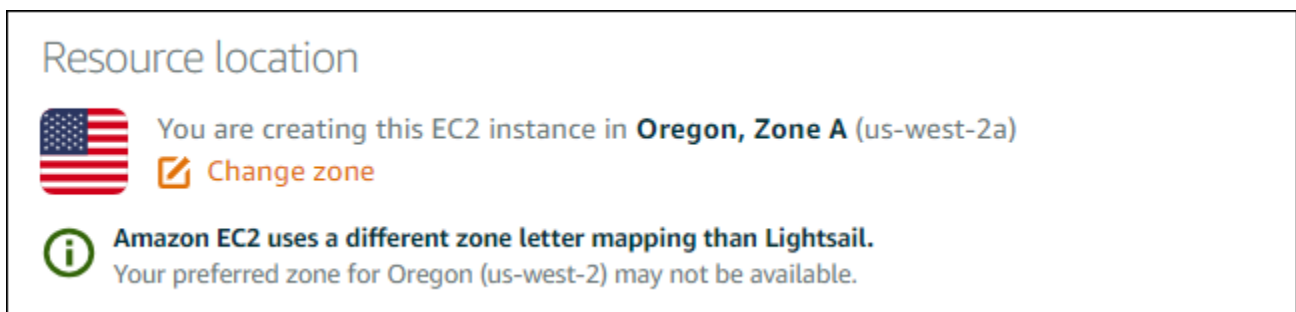 Resource location
You are creating this EC2 instance in Oregon, Zone A (us-west-2a)
Change zone
Amazon EC2 uses a different zone letter mapping than Lightsail.
Your preferred zone for Oregon (us-west-2) may not be available.